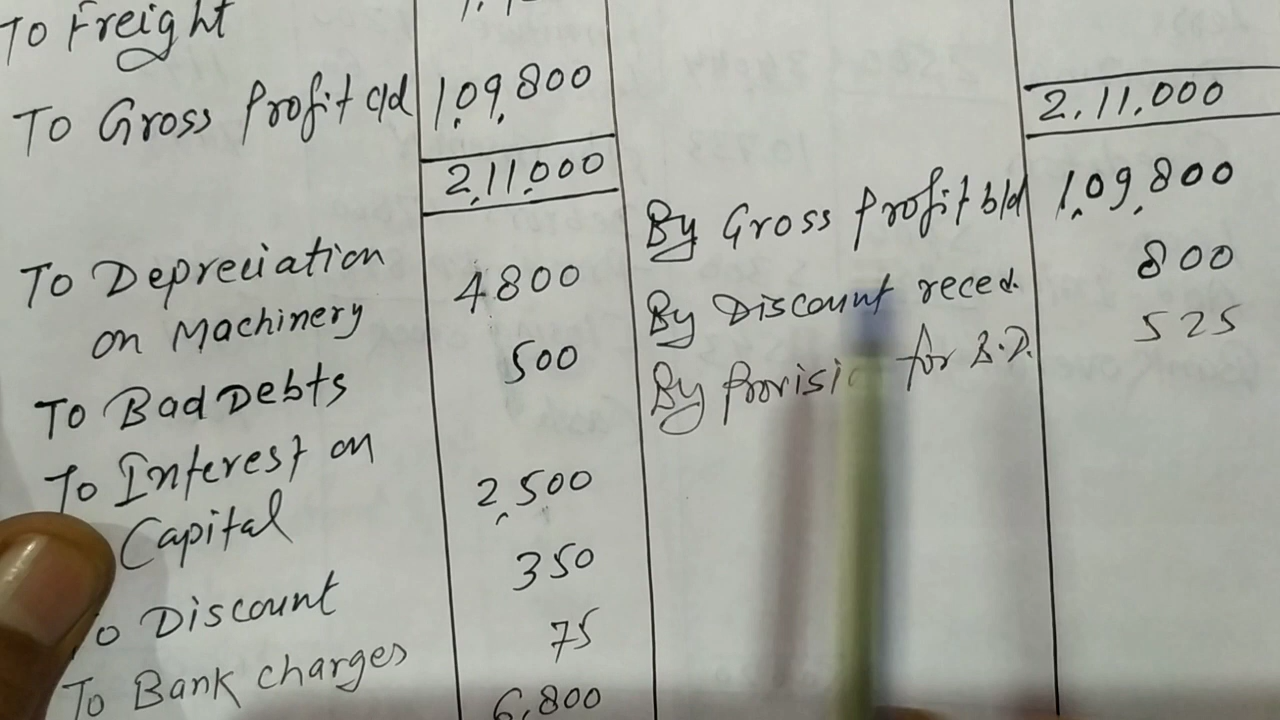 To Freight
To Gross Profit c/d 1,09,800
2,11,000
To Depreciation
on Machinery 4800
To Bad Debts 500
To Interest on
Capital 2,500
To Discount 350
To Bank charges 75
6,800
2,11,000
By Gross Profit b/d 1,09,800
By Discount reced. 800
By for B.D. 525